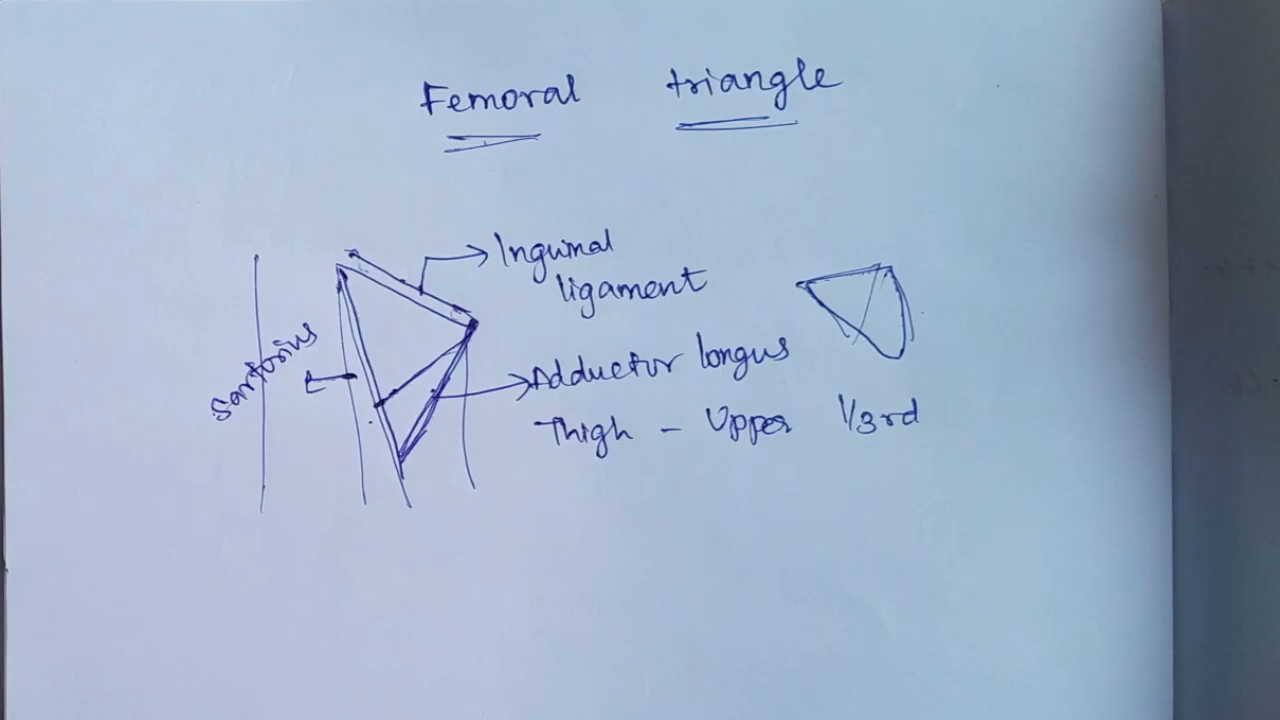 Femoral triangle
Inguinal
ligament
Sartorius
Adductor longus
Thigh - Upper 1/3rd